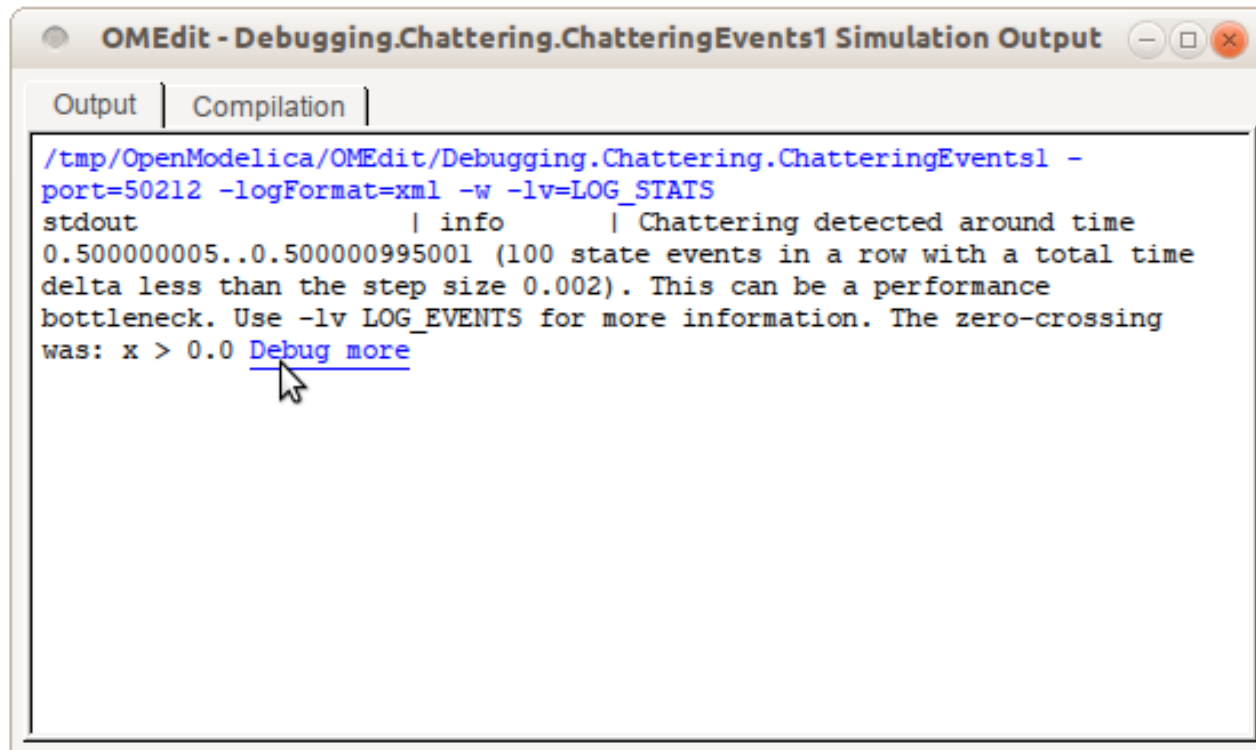 OMEdit - Debugging.Chattering.ChatteringEvents1 Simulation Output
Output Compilation
/tmp/OpenModelica/OMEdit/Debugging.Chattering.ChatteringEvents1 -
port=50212 -logFormat=xml -w -lv=LOG_STATS
stdout | info | Chattering detected around time
0.500000005..0.5000009950​01 (100 state events in a row with a total time
delta less than the step size 0.002). This can be a performance
bottleneck. Use -lv LOG_EVENTS for more information. The zero-crossing
was: x > 0.0 Debug more